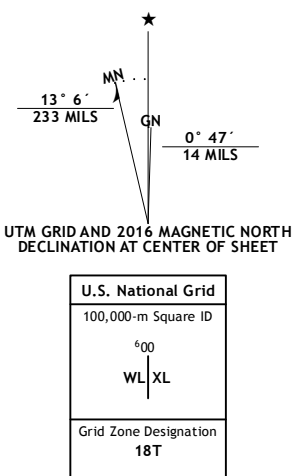 ★
MN
GN
13° 6´
233 MILS
0° 47´
14 MILS
UTM GRID AND 2016 MAGNETIC NORTH
DECLINATION AT CENTER OF SHEET
U.S. National Grid
100,000-m Square ID
⁶00
WL XL
Grid Zone Designation
18T